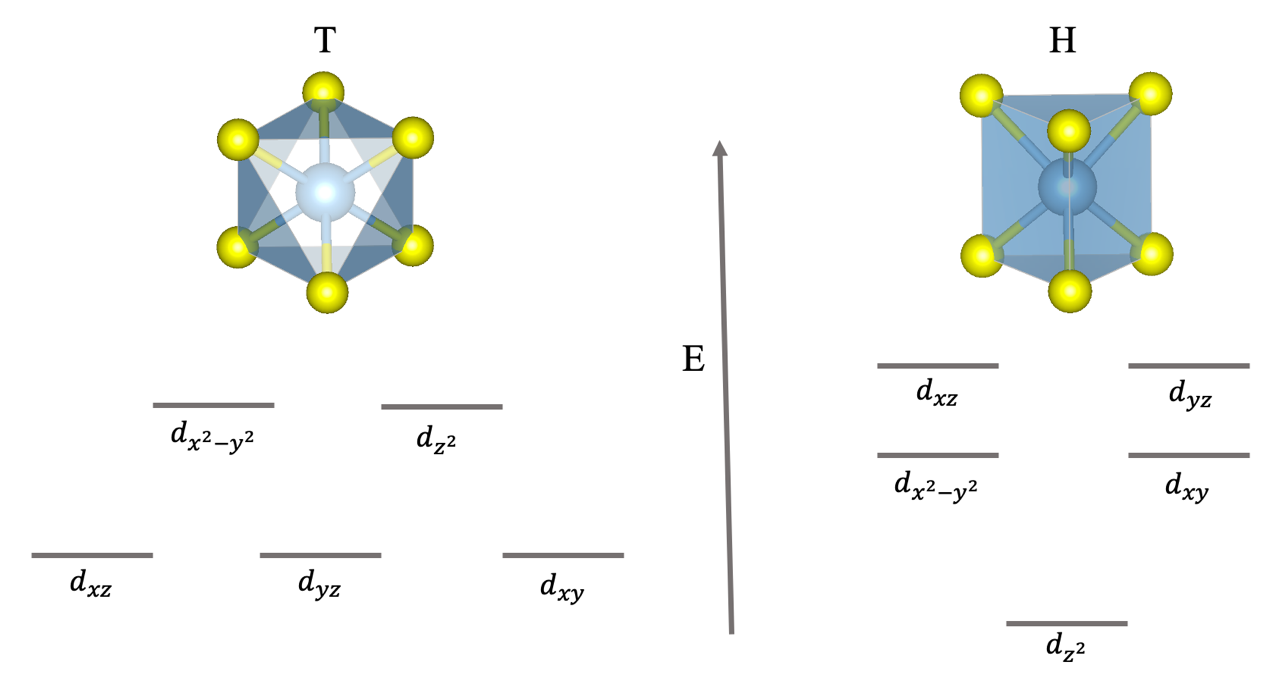 T
H
E
d_{x^2-y^2}
d_{z^2}
d_{xz}
d_{yz}
d_{xy}
d_{xz}
d_{yz}
d_{x^2-y^2}
d_{xy}
d_{z^2}